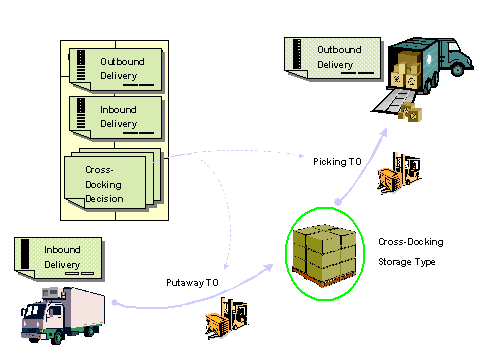 Outbound
Delivery
Inbound
Delivery
Cross-
Docking
Decision
Inbound
Delivery
Putaway TO
Outbound
Delivery
Picking TO
Cross-Docking
Storage Type